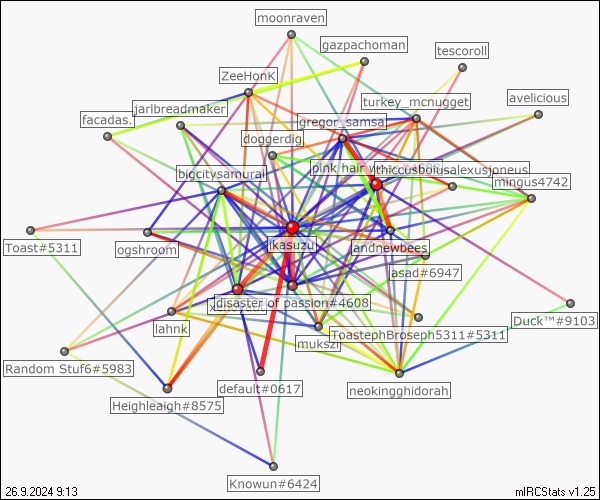 moonraven
gazpachoman
tescoroll
ZeeHonK
turkey_mcnugget
avelicious
jarlbreadmaker
facadas.
gregor_samsa
doggerdig
pink hair
bigcitysamurai
mingus4742
Toast#5311
ogshroom
ikasuzu
andnewbees
asad#6947
disaster of passion#4608
lahnk
ToastephBroseph5311#5311
Duck™#9103
mukszi
Random Stuf6#5983
default#0617
neokingghidorah
Heighleaigh#8575
Knowun#6424
26.9.2024 9:13
mIRCStats v1.25